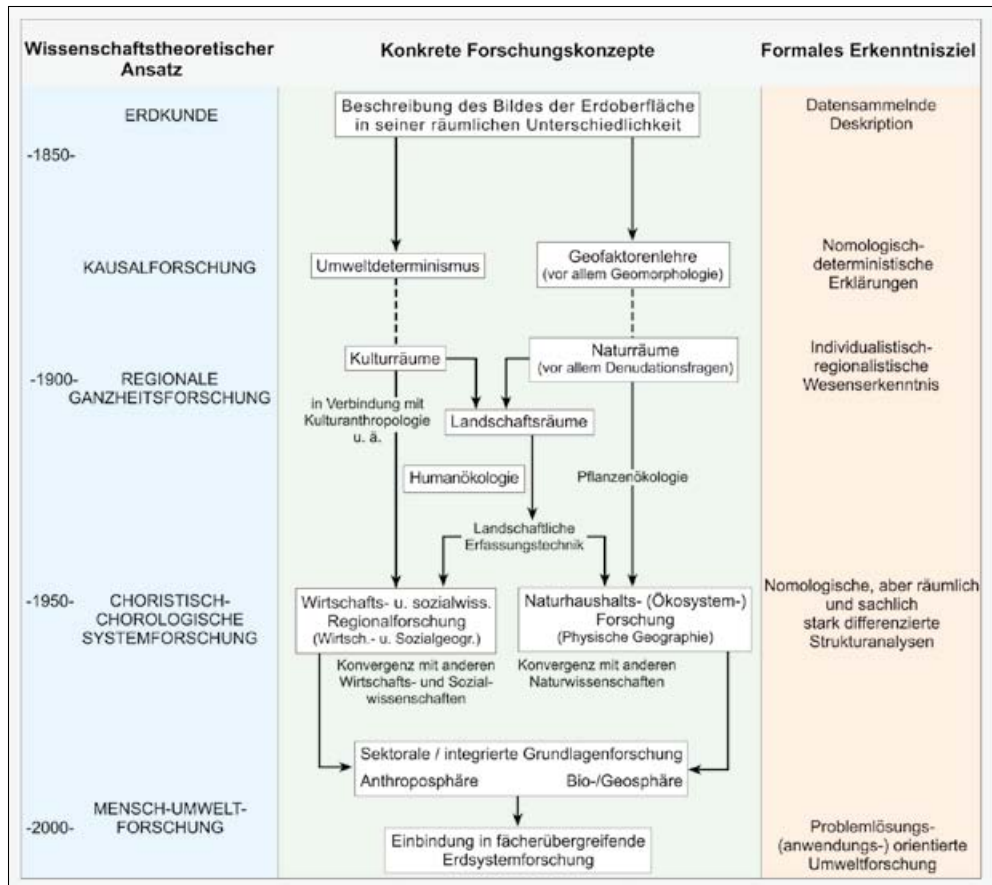 Wissenschaftstheoretischer
Ansatz
Konkrete Forschungskonzepte
Formales Erkenntnisziel
ERDKUNDE
Beschreibung des Bildes der Erdoberfläche
in seiner räumlichen Unterschiedlichkeit
Datensammelnde
Deskription
-1850-
KAUSALFORSCHUNG
Umweltdeterminismus
Geofaktorenlehre
(vor allem Geomorphologie)
Nomologisch-
deterministische
Erklärungen
Kulturräume
Naturräume
(vor allem Denudationsfragen)
Individualistisch-
regionalistische
Wesenserkenntnis
-1900-
REGIONALE
GANZHEITSFORSCHUNG
in Verbindung mit
Kulturanthropologie
u. ä.
Landschaftsräume
Humanökologie
Pflanzenökologie
Landschaftliche
Erfassungstechnik
-1950-
CHORISTISCH-
CHOROLOGISCHE
SYSTEMFORSCHUNG
Wirtschafts- u. sozialwiss.
Regionalforschung
(Wirtsch.- u. Sozialgeogr.)
Naturhaushalts- (Ökosystem-)
Forschung
(Physische Geographie)
Nomologische, aber räumlich
und sachlich
stark differenzierte
Strukturanalysen
Konvergenz mit anderen
Wirtschafts- und Sozial-
wissenschaften
Konvergenz mit anderen
Naturwissenschaften
Sektorale / integrierte Grundlagenforschung
Anthroposphäre Bio-/Geosphäre
MENSCH-UMWELT-
FORSCHUNG
-2000-
Einbindung in fächerübergreifende
Erdsystemforschung
Problemlösungs-
(anwendungs-) orientierte
Umweltforschung